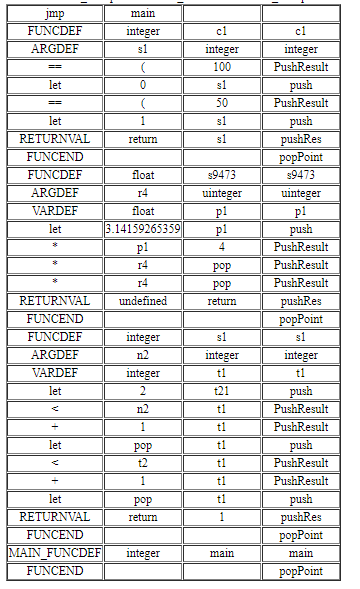 jmp main
FUNCDEF integer c1 c1
ARGDEF s1 integer integer
== ( 100 PushResult
let 0 s1 push
== ( 50 PushResult
let 1 s1 push
RETURNVAL return s1 pushRes
FUNCEND popPoint
FUNCDEF float s9473 s9473
ARGDEF r4 uinteger uinteger
VARDEF float p1 p1
let 3.14159265359 p1 push
* p1 4 PushResult
* r4 pop PushResult
* r4 pop PushResult
RETURNVAL undefined return pushRes
FUNCEND popPoint
FUNCDEF integer s1 s1
ARGDEF n2 integer integer
VARDEF integer t1 t1
let 2 t21 push
< n2 t1 PushResult
+ 1 t1 PushResult
let pop t1 push
< t2 t1 PushResult
+ 1 t1 PushResult
let pop t1 push
RETURNVAL return 1 pushRes
FUNCEND popPoint
MAIN_FUNCDEF integer main main
FUNCEND popPoint